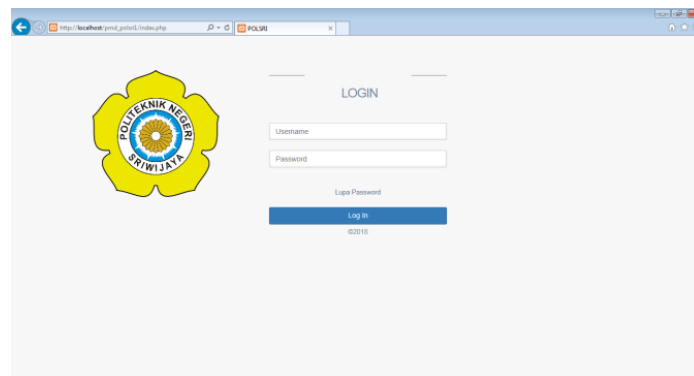 http://localhost/pmd_polsri1/index.php
POLSRI
POLITEKNIK NEGERI
SRIWIJAYA
LOGIN
Username
Password
Lupa Password
Log In
©2018